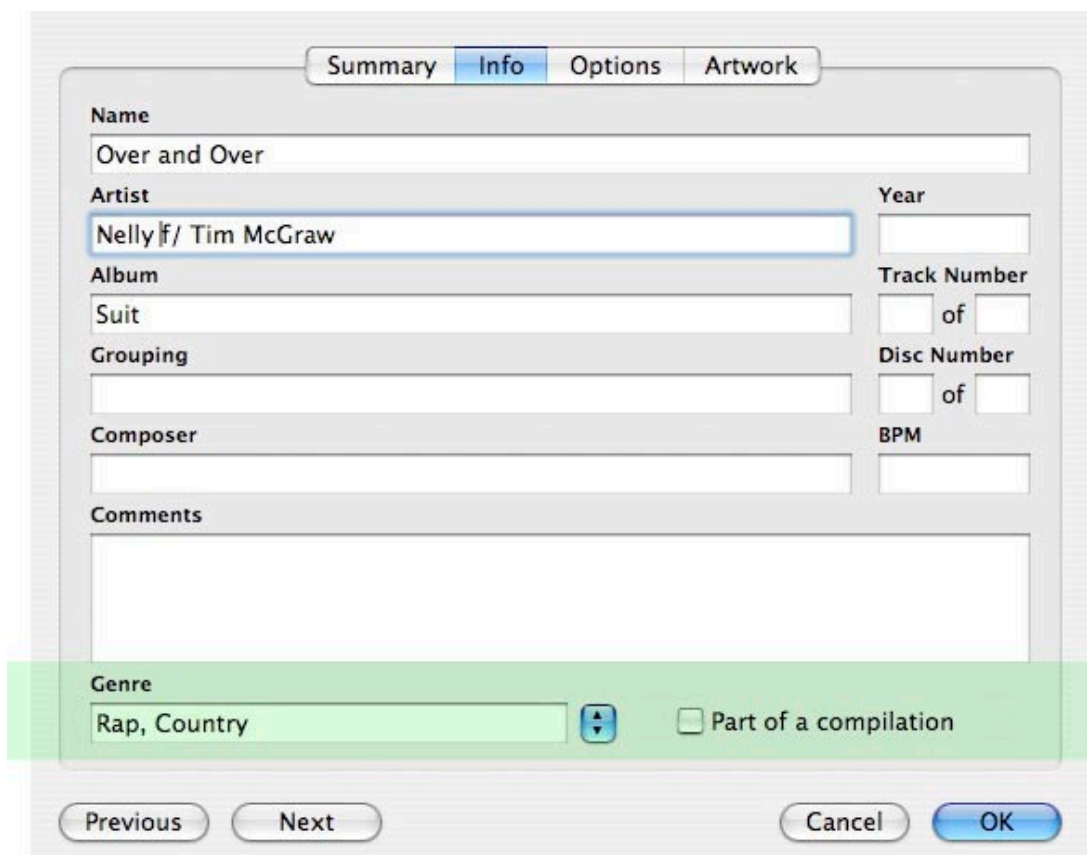 Summary Info Options Artwork
Name
Over and Over
Artist Year
Nelly f/ Tim McGraw
Album Track Number
Suit of
Grouping Disc Number
of
Composer BPM
Comments
Genre
Rap, Country Part of a compilation
Previous Next Cancel OK